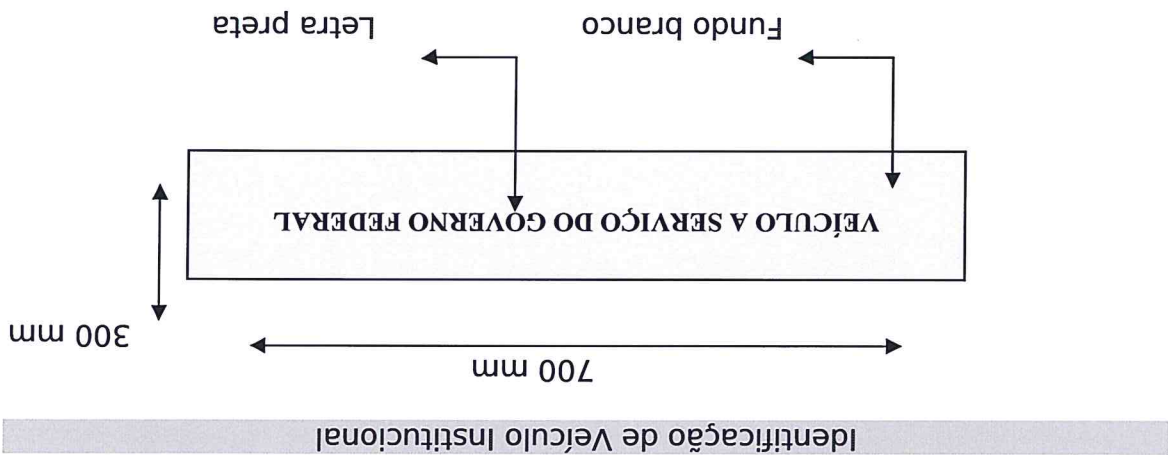 Identificação de Veículo Institucional
700 mm
300 mm
VEÍCULO A SERVIÇO DO GOVERNO FEDERAL
Fundo branco
Letra preta